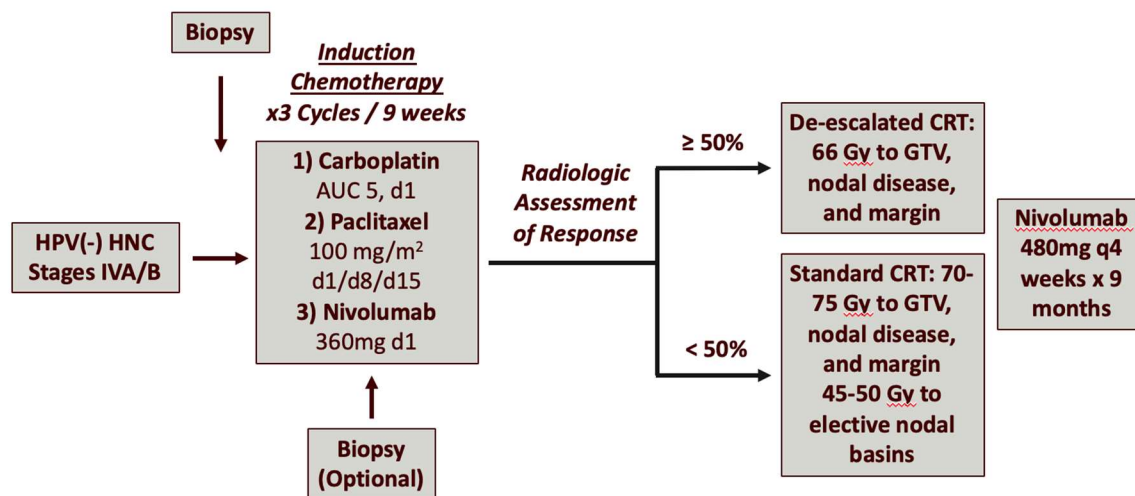 Biopsy
Induction
Chemotherapy
x3 Cycles / 9 weeks
HPV(-) HNC
Stages IVA/B
1) Carboplatin
AUC 5, d1
2) Paclitaxel
100 mg/m²
d1/d8/d15
3) Nivolumab
360mg d1
Biopsy
(Optional)
Radiologic
Assessment
of Response
≥ 50%
De-escalated CRT:
66 Gy to GTV,
nodal disease,
and margin
< 50%
Standard CRT: 70-
75 Gy to GTV,
nodal disease,
and margin
45-50 Gy to
elective nodal
basins
Nivolumab
480mg q4
weeks x 9
months